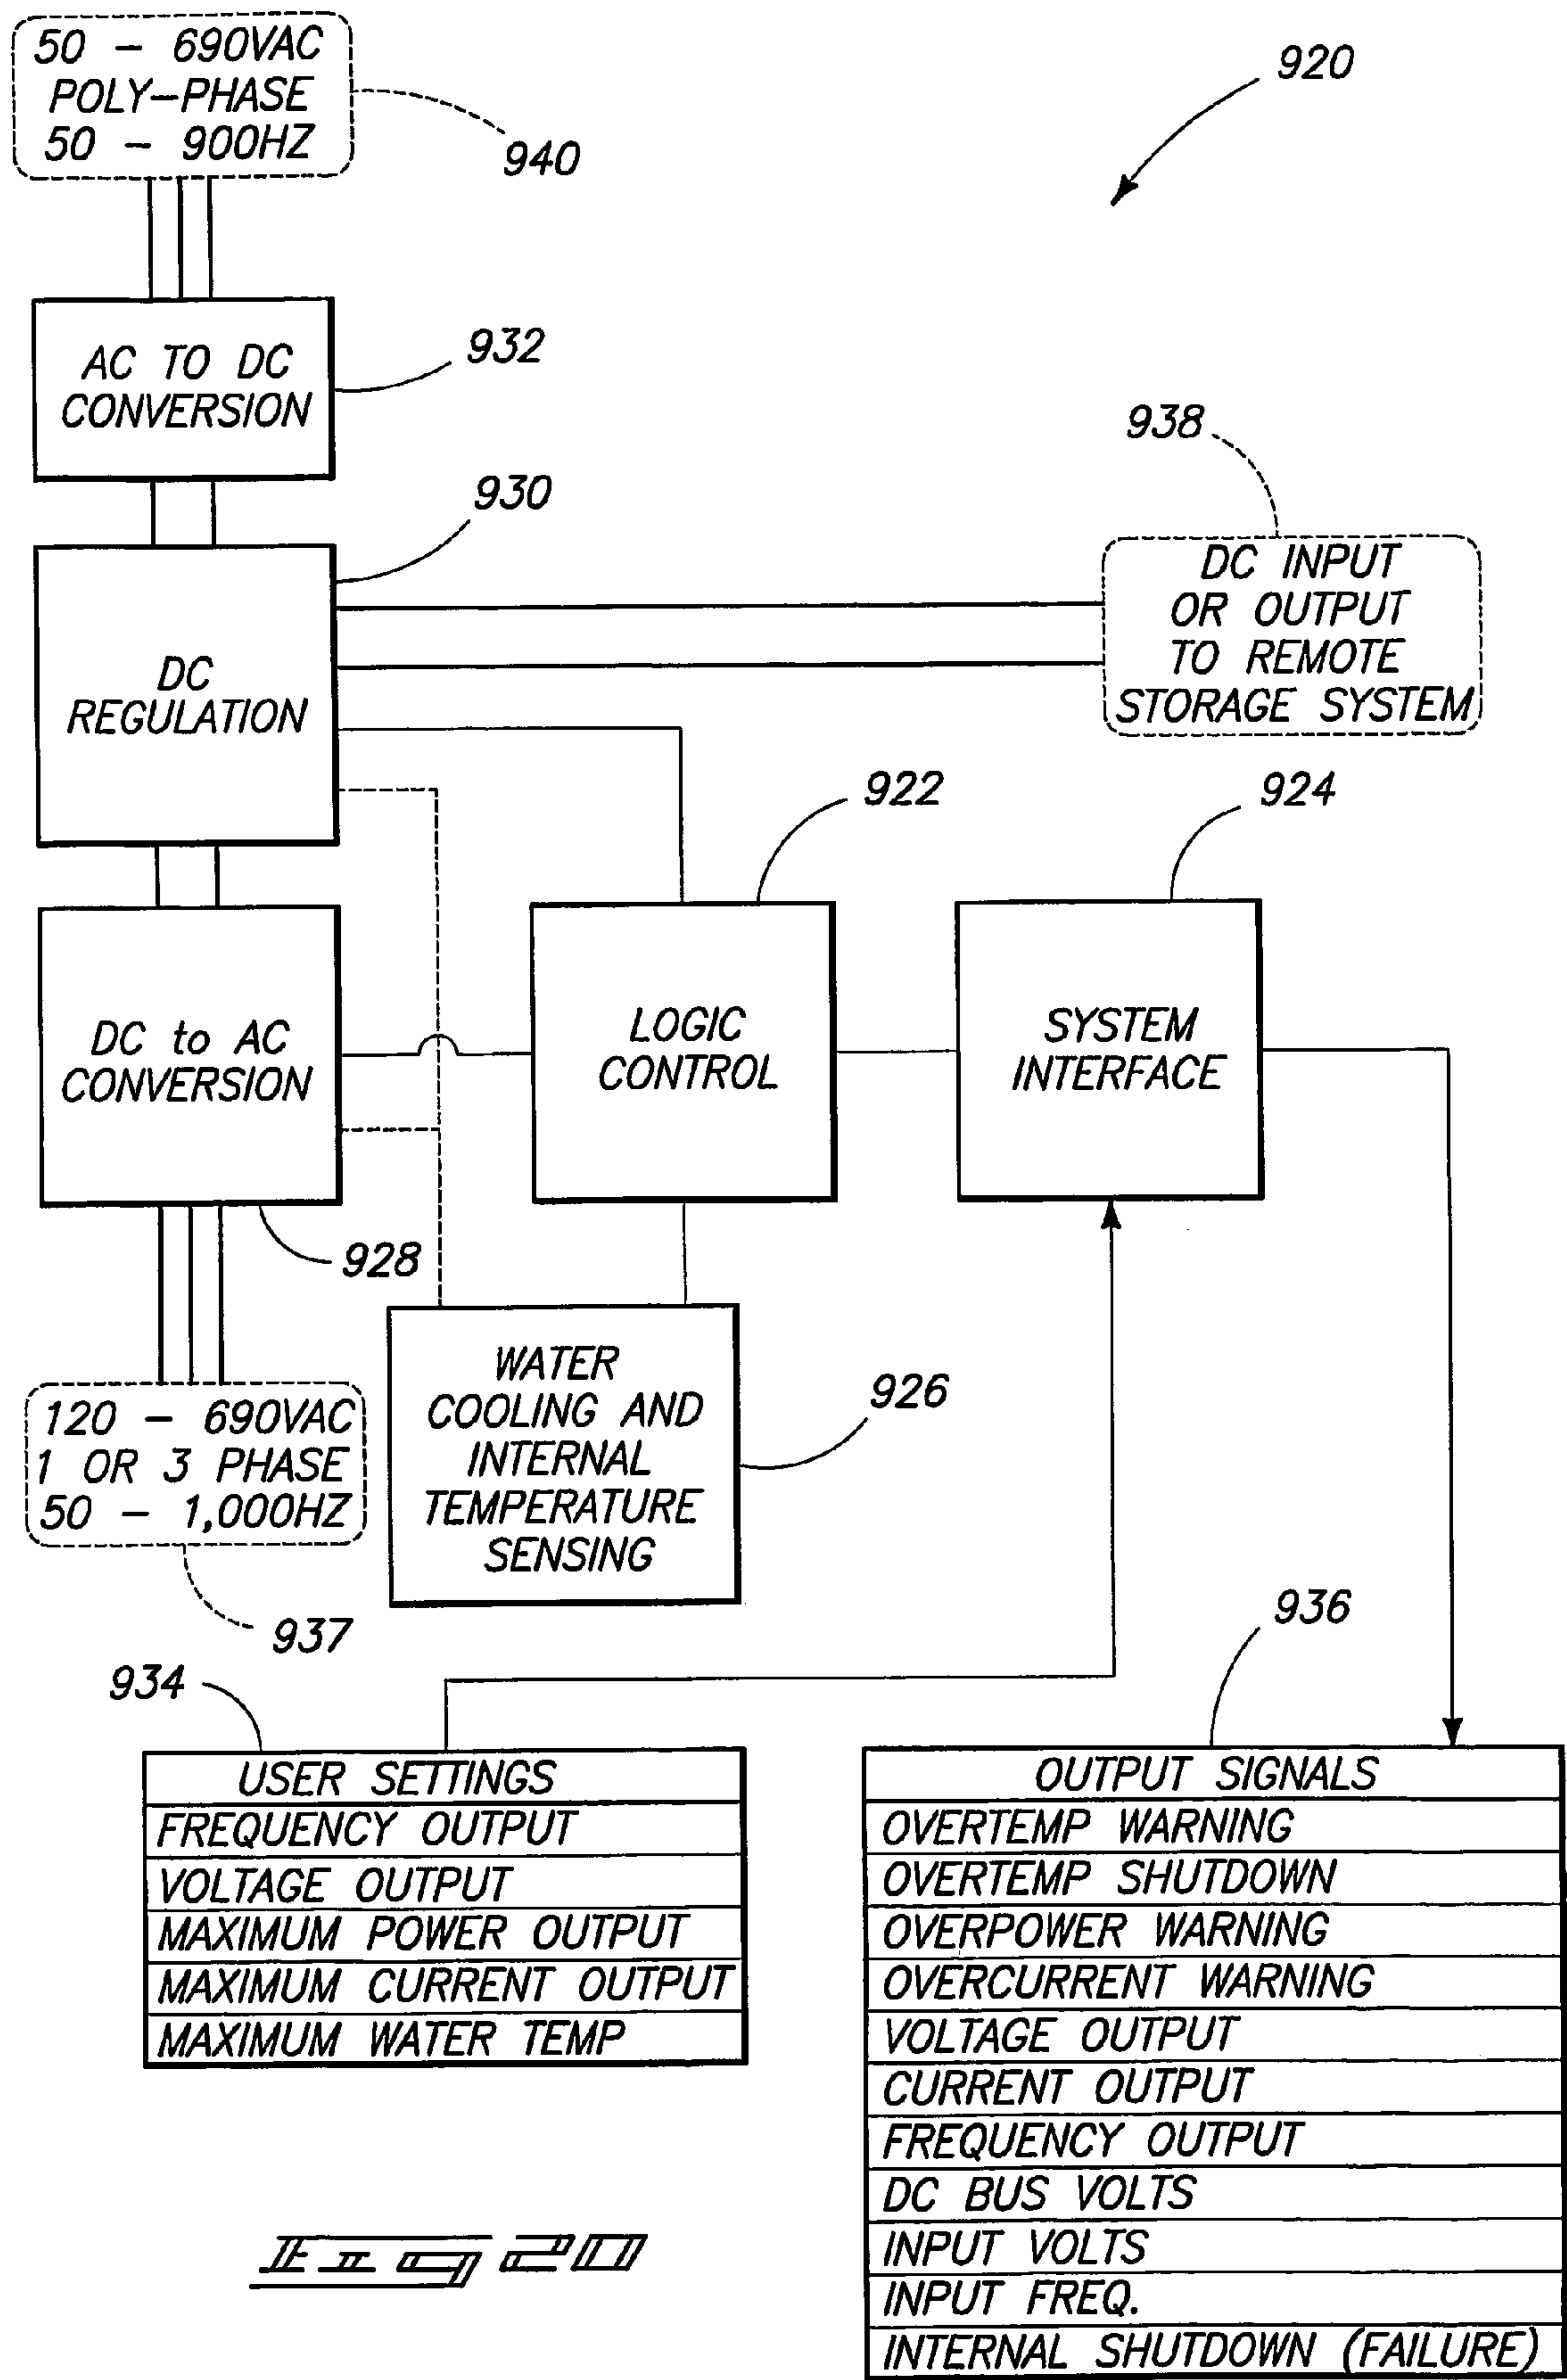 50 - 690VAC
POLY-PHASE
50 - 900HZ
940
920
AC TO DC
CONVERSION
932
930
938
DC INPUT
OR OUTPUT
TO REMOTE
STORAGE SYSTEM
DC
REGULATION
922
924
DC to AC
CONVERSION
LOGIC
CONTROL
SYSTEM
INTERFACE
928
WATER
COOLING AND
INTERNAL
TEMPERATURE
SENSING
926
120 - 690VAC
1 OR 3 PHASE
50 - 1,000HZ
937
934
936
USER SETTINGS
FREQUENCY OUTPUT
VOLTAGE OUTPUT
MAXIMUM POWER OUTPUT
MAXIMUM CURRENT OUTPUT
MAXIMUM WATER TEMP
OUTPUT SIGNALS
OVERTEMP WARNING
OVERTEMP SHUTDOWN
OVERPOWER WARNING
OVERCURRENT WARNING
VOLTAGE OUTPUT
CURRENT OUTPUT
FREQUENCY OUTPUT
DC BUS VOLTS
INPUT VOLTS
INPUT FREQ.
INTERNAL SHUTDOWN (FAILURE)
Fig 20